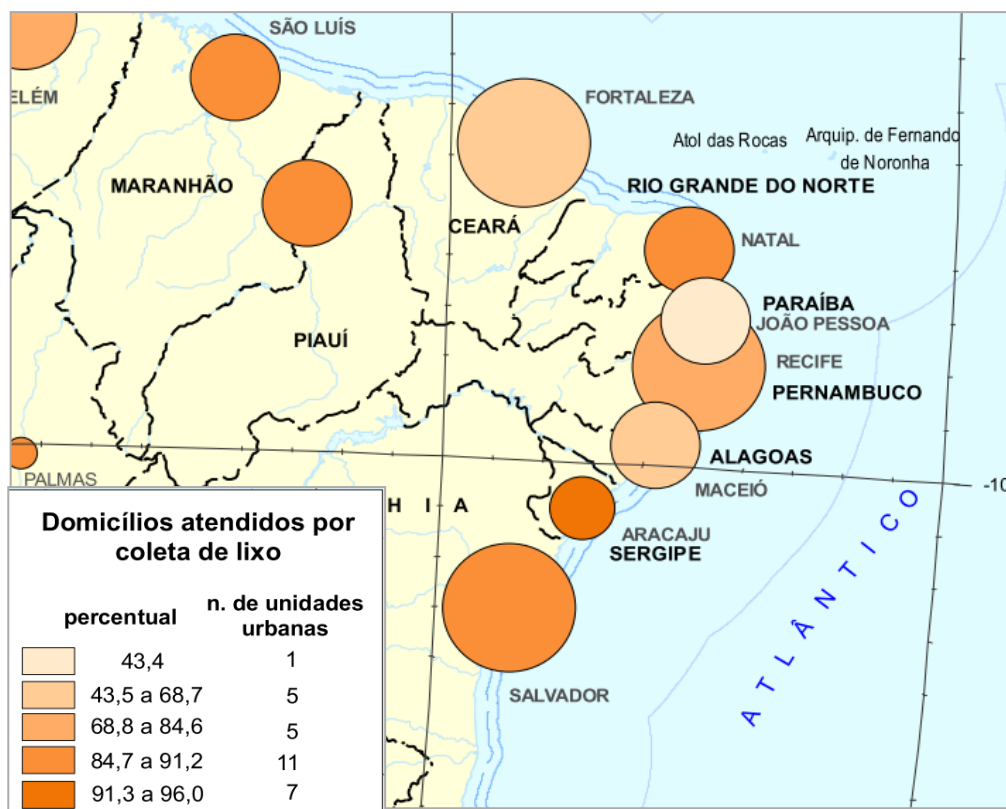 SÃO LUÍS
ELÉM
FORTALEZA
Atol das Rocas
Arquip. de Fernando
de Noronha
MARANHÃO
RIO GRANDE DO NORTE
CEARÁ
NATAL
PARAÍBA
JOÃO PESSOA
PIAUÍ
RECIFE
PERNAMBUCO
ALAGOAS
PALMAS
MACEIÓ
-10
H I A
ARACAJU
SERGIPE
SALVADOR
ATLÂNTICO
Domicílios atendidos por
coleta de lixo
percentual
n. de unidades
urbanas
43,4 1
43,5 a 68,7 5
68,8 a 84,6 5
84,7 a 91,2 11
91,3 a 96,0 7